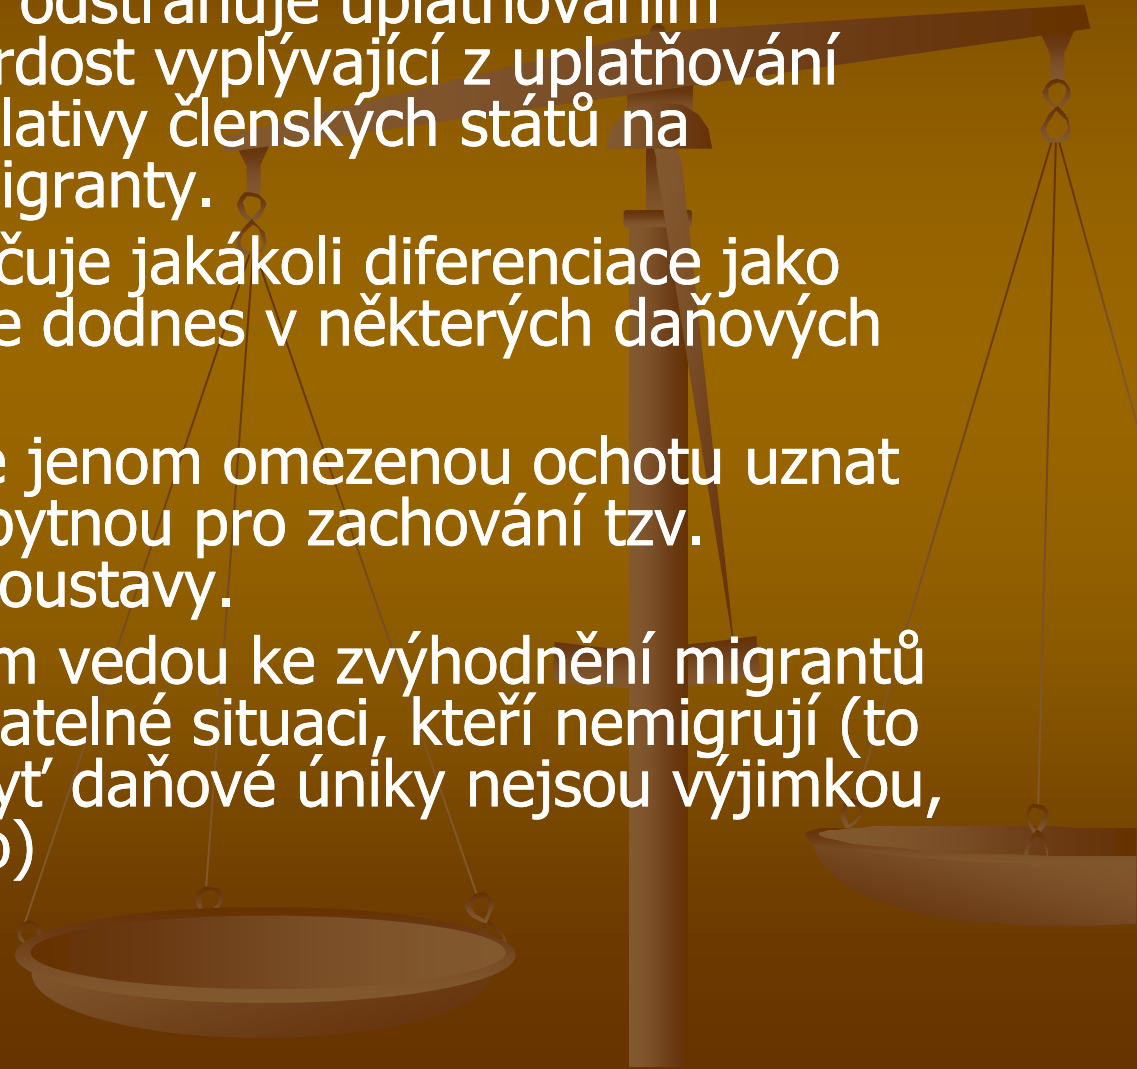 odstraňuje uplatňováním
rdost vyplývající z uplatňování
lativy členských států na
igranty.
čuje jakákoli diferenciace jako
e dodnes v některých daňových
e jenom omezenou ochotu uznat
bytnou pro zachování tzv.
oustavy.
m vedou ke zvýhodnění migrantů
atelné situaci, kteří nemigrují (to
yť daňové úniky nejsou výjimkou,
o)